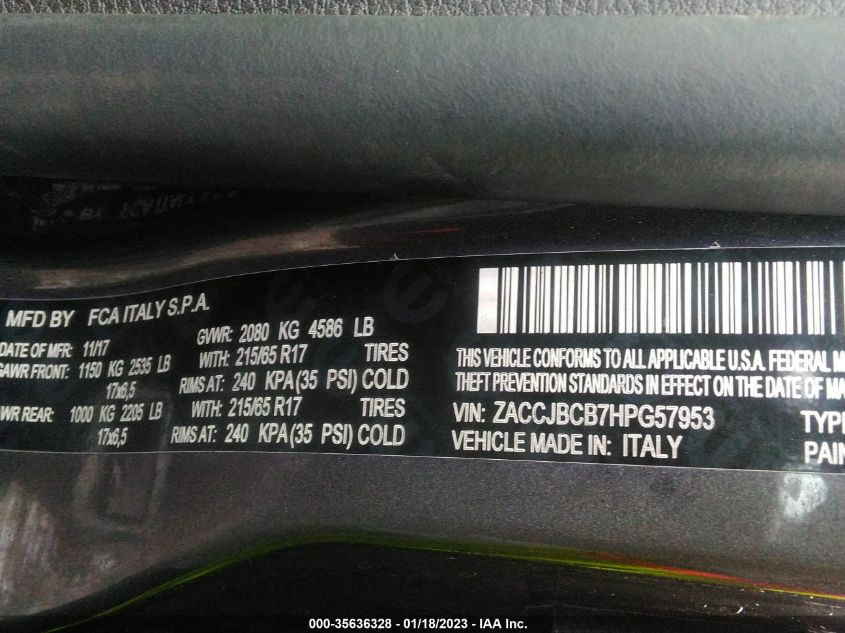 MFD BY FCA ITALY S.P.A.
DATE OF MFR: 11/17 GVWR: 2080 KG 4586 LB
GAWR FRONT: 1150 KG 2535 LB WITH: 215/65 R17 TIRES
17x6,5 RIMS AT: 240 KPA (35 PSI) COLD
WR REAR: 1000 KG 2205 LB WITH: 215/65 R17 TIRES
17x6,5 RIMS AT: 240 KPA (35 PSI) COLD
THIS VEHICLE CONFORMS TO ALL APPLICABLE U.S.A. FEDERAL M
THEFT PREVENTION STANDARDS IN EFFECT ON THE DATE OF MA
VIN: ZACCJBCB7HPG57953 TYPE
VEHICLE MADE IN: ITALY PAIN
000-35636328 - 01/18/2023 - IAA Inc.